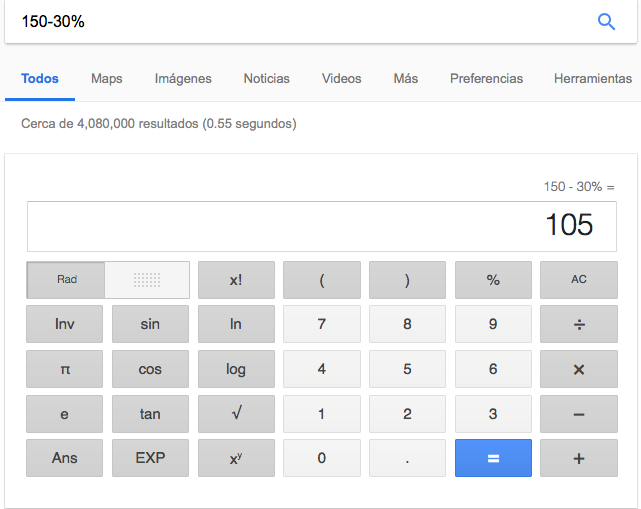 150-30%
Todos Maps Imágenes Noticias Videos Más Preferencias Herramientas
Cerca de 4,080,000 resultados (0.55 segundos)
150 - 30% =
105
Rad x! ( ) % AC
Inv sin ln 7 8 9 ÷
π cos log 4 5 6 ×
e tan √ 1 2 3 −
Ans EXP xʸ 0 . = +